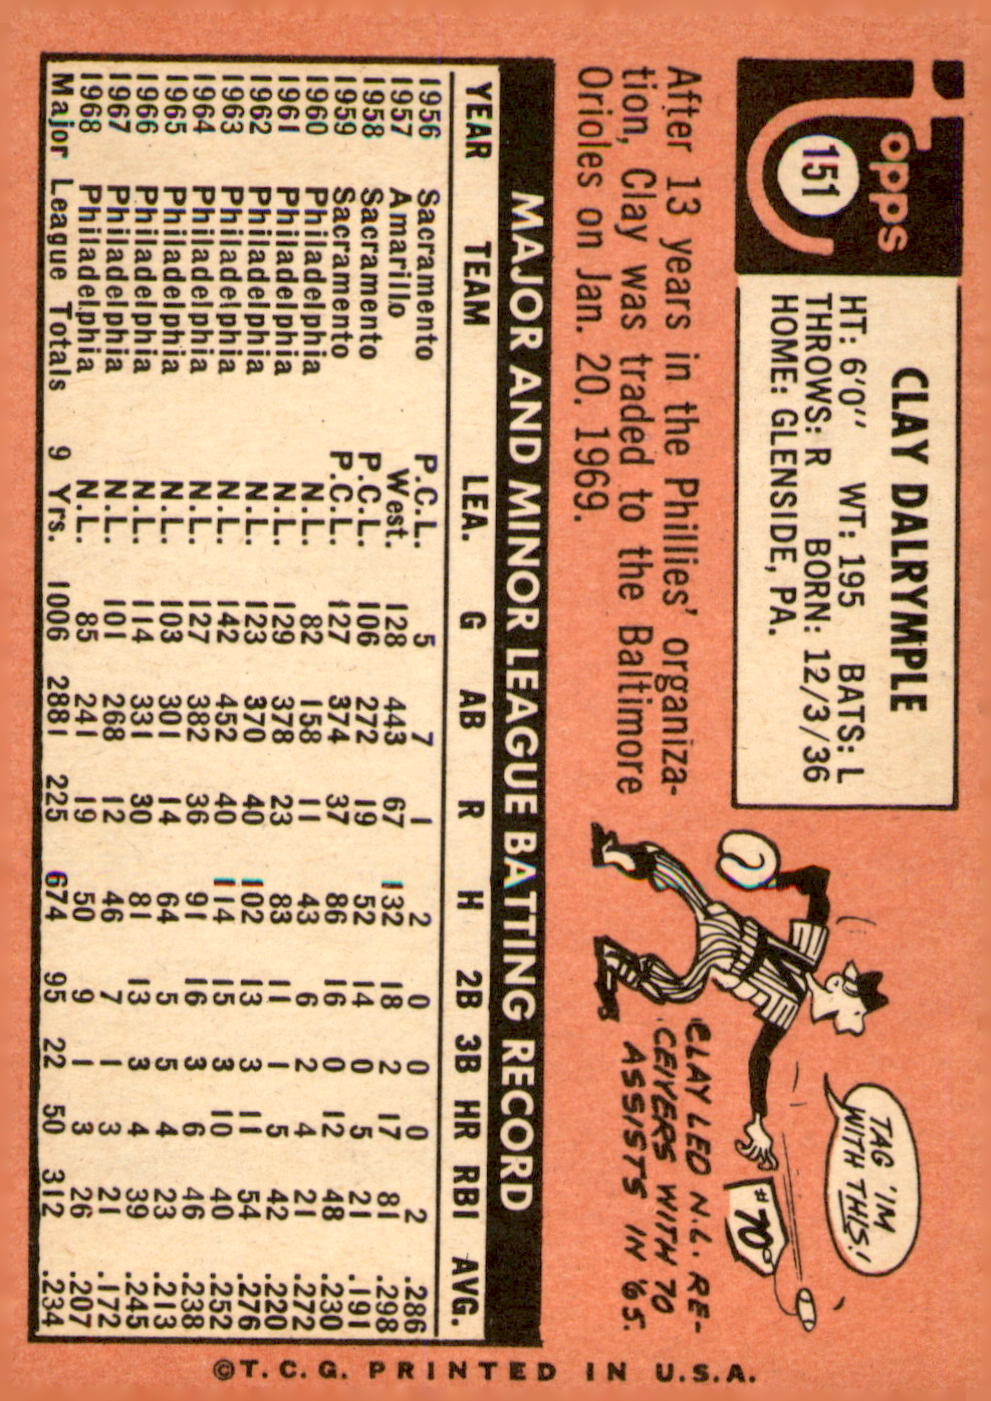 Topps
151
CLAY DALRYMPLE
HT: 6'0" WT: 195 BATS: L
THROWS: R BORN: 12/3/36
HOME: GLENSIDE, PA.
After 13 years in the Phillies' organiza-
tion, Clay was traded to the Baltimore
Orioles on Jan. 20. 1969.
TAG 'IM
WITH THIS!
#70
CLAY LED N.L. RE-
CEIVERS WITH 70
ASSISTS IN '65.
MAJOR AND MINOR LEAGUE BATTING RECORD
YEAR TEAM LEA. G AB R H 2B 3B HR RBI AVG.
1956 Sacramento P.C.L. 5 7 1 2 0 0 0 2 .286
1957 Amarillo West. 128 443 67 132 18 2 17 81 .298
1958 Sacramento P.C.L. 106 272 19 52 14 0 5 21 .191
1959 Sacramento P.C.L. 127 374 37 86 16 0 12 48 .230
1960 Philadelphia N.L. 82 158 11 43 6 2 4 21 .272
1961 Philadelphia N.L. 129 378 23 83 11 1 5 42 .220
1962 Philadelphia N.L. 123 370 40 102 13 3 11 54 .276
1963 Philadelphia N.L. 142 452 40 114 15 3 10 40 .252
1964 Philadelphia N.L. 127 382 36 91 16 3 6 46 .238
1965 Philadelphia N.L. 103 301 14 64 5 5 4 23 .213
1966 Philadelphia N.L. 114 331 30 81 13 3 4 39 .245
1967 Philadelphia N.L. 101 268 12 46 7 1 3 21 .172
1968 Philadelphia N.L. 85 241 19 50 9 1 3 26 .207
Major League Totals 9 Yrs. 1006 2881 225 674 95 22 50 312 .234
©T.C.G. PRINTED IN U.S.A.